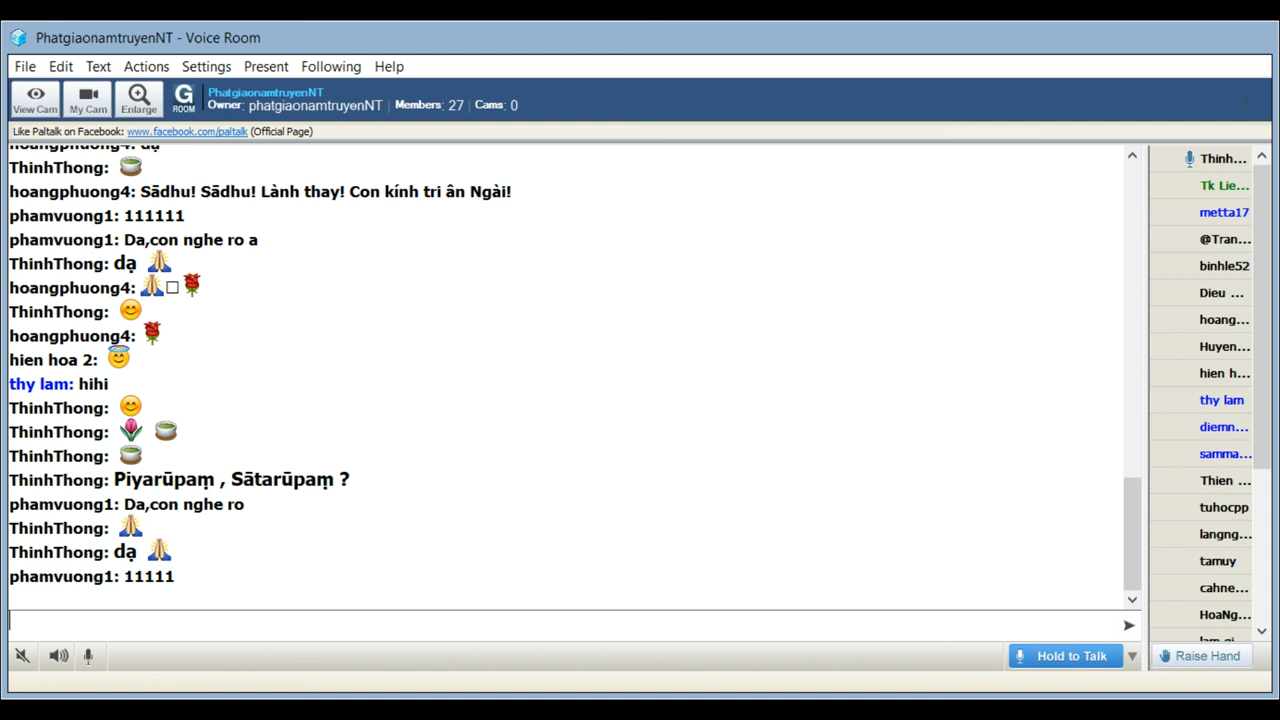 PhatgiaonamtruyenNT - Voice Room
File Edit Text Actions Settings Present Following Help
View Cam My Cam Enlarge G ROOM
PhatgiaonamtruyenNT
Owner: phatgiaonamtruyenNT Members: 27 Cams: 0
Like Paltalk on Facebook: www.facebook.com/paltalk (Official Page)
hoangphuong4: dạ
ThinhThong:
hoangphuong4: Sādhu! Sādhu! Lành thay! Con kính tri ân Ngài!
phamvuong1: 111111
phamvuong1: Da,con nghe ro a
ThinhThong: dạ
hoangphuong4:
ThinhThong:
hoangphuong4:
hien hoa 2:
thy lam: hihi
ThinhThong:
ThinhThong:
ThinhThong:
ThinhThong: Piyarūpaṃ , Sātarūpaṃ ?
phamvuong1: Da,con nghe ro
ThinhThong:
ThinhThong: dạ
phamvuong1: 11111
Thinh...
Tk Lie...
metta17
@Tran...
binhle52
Dieu ...
hoang...
Huyen...
hien h...
thy lam
diemn...
samma...
Thien ...
tuhocpp
langng...
tamuy
cahne...
HoaNg...
Hold to Talk
Raise Hand